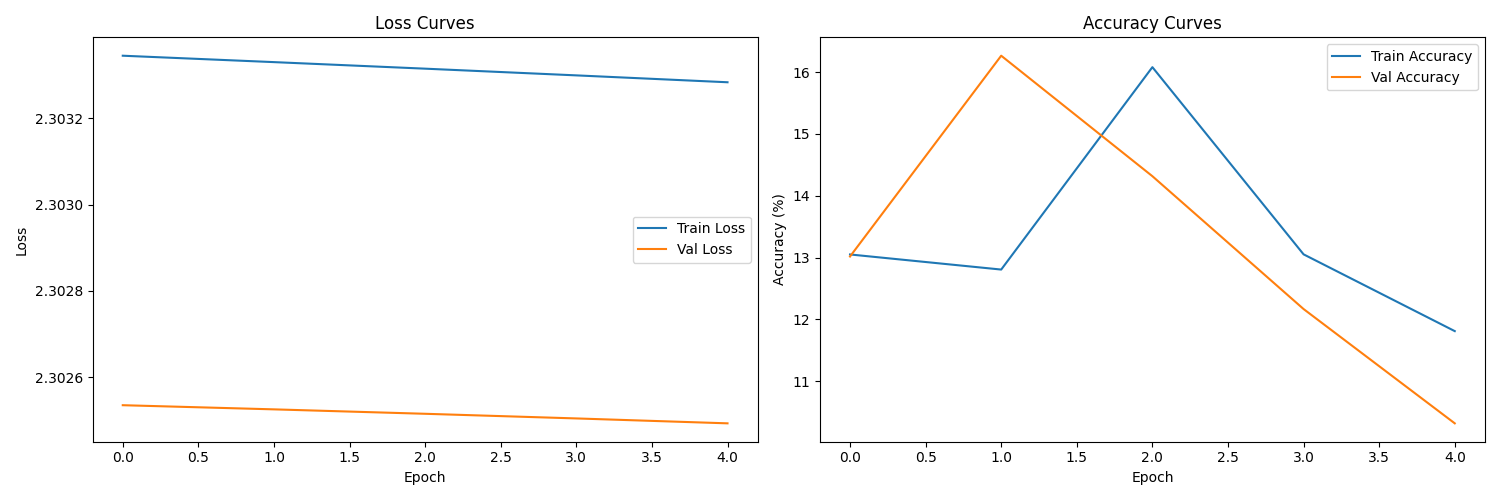 Loss Curves
Loss
2.3032
2.3030
2.3028
2.3026
Train Loss
Val Loss
0.0 0.5 1.0 1.5 2.0 2.5 3.0 3.5 4.0
Epoch
Accuracy Curves
Accuracy (%)
16
15
14
13
12
11
Train Accuracy
Val Accuracy
0.0 0.5 1.0 1.5 2.0 2.5 3.0 3.5 4.0
Epoch